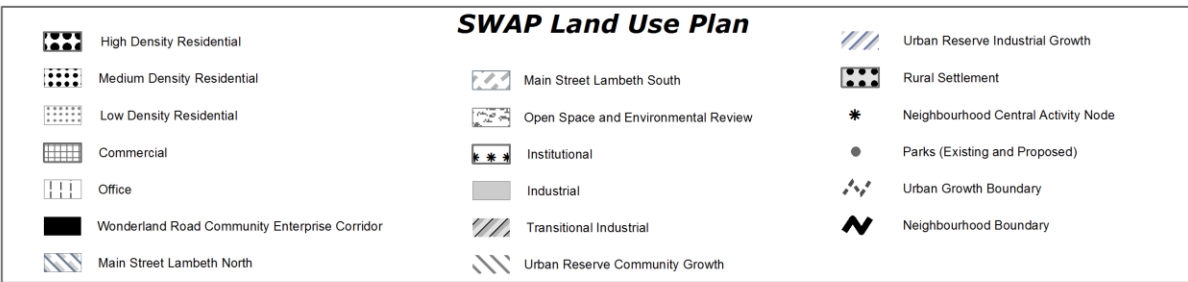 SWAP Land Use Plan
High Density Residential
Medium Density Residential
Low Density Residential
Commercial
Office
Wonderland Road Community Enterprise Corridor
Main Street Lambeth North
Main Street Lambeth South
Open Space and Environmental Review
Institutional
Industrial
Transitional Industrial
Urban Reserve Community Growth
Urban Reserve Industrial Growth
Rural Settlement
Neighbourhood Central Activity Node
Parks (Existing and Proposed)
Urban Growth Boundary
Neighbourhood Boundary